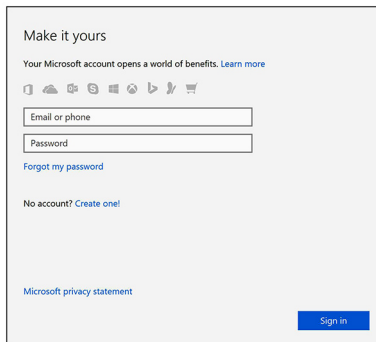 Make it yours
Your Microsoft account opens a world of benefits. Learn more
Email or phone
Password
Forgot my password
No account? Create one!
Microsoft privacy statement
Sign in